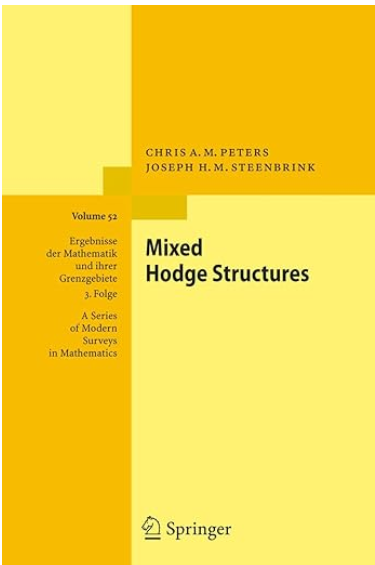 CHRIS A. M. PETERS
JOSEPH H. M. STEENBRINK
Volume 52
Ergebnisse
der Mathematik
und ihrer
Grenzgebiete
3. Folge
A Series
of Modern
Surveys
in Mathematics
Mixed
Hodge Structures
Springer